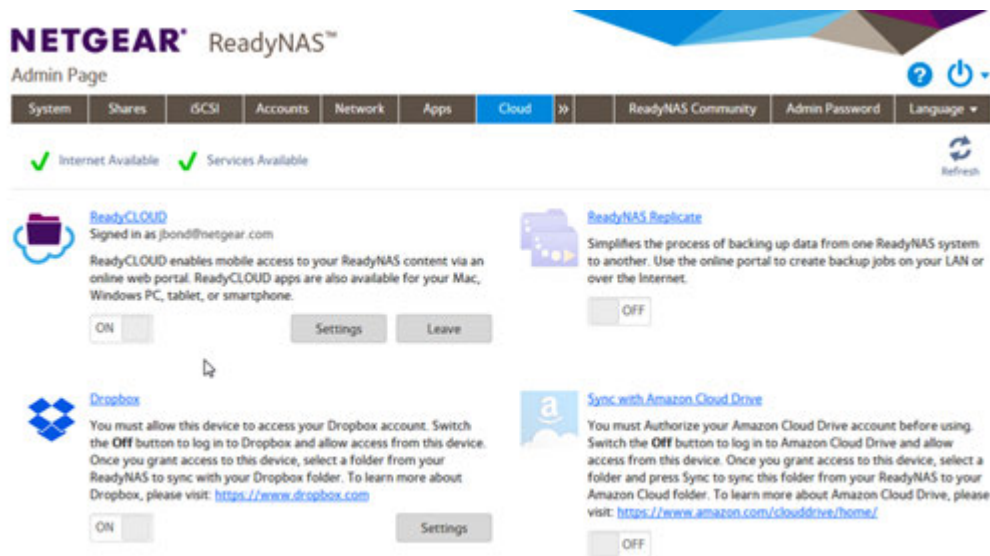 NETGEAR® ReadyNAS™
Admin Page
System Shares iSCSI Accounts Network Apps Cloud » ReadyNAS Community Admin Password Language
Internet Available Services Available
Refresh
ReadyCLOUD
Signed in as jbond@netgear.com
ReadyCLOUD enables mobile access to your ReadyNAS content via an
online web portal. ReadyCLOUD apps are also available for your Mac,
Windows PC, tablet, or smartphone.
ON Settings Leave
ReadyNAS Replicate
Simplifies the process of backing up data from one ReadyNAS system
to another. Use the online portal to create backup jobs on your LAN or
over the Internet.
OFF
Dropbox
You must allow this device to access your Dropbox account. Switch
the Off button to log in to Dropbox and allow access from this device.
Once you grant access to this device, select a folder from your
ReadyNAS to sync with your Dropbox folder. To learn more about
Dropbox, please visit: https://www.dropbox.com
ON Settings
a
Sync with Amazon Cloud Drive
You must Authorize your Amazon Cloud Drive account before using.
Switch the Off button to log in to Amazon Cloud Drive and allow
access from this device. Once you grant access to this device, select a
folder and press Sync to sync this folder from your ReadyNAS to your
Amazon Cloud folder. To learn more about Amazon Cloud Drive, please
visit: https://www.amazon.com/clouddrive/home/
OFF